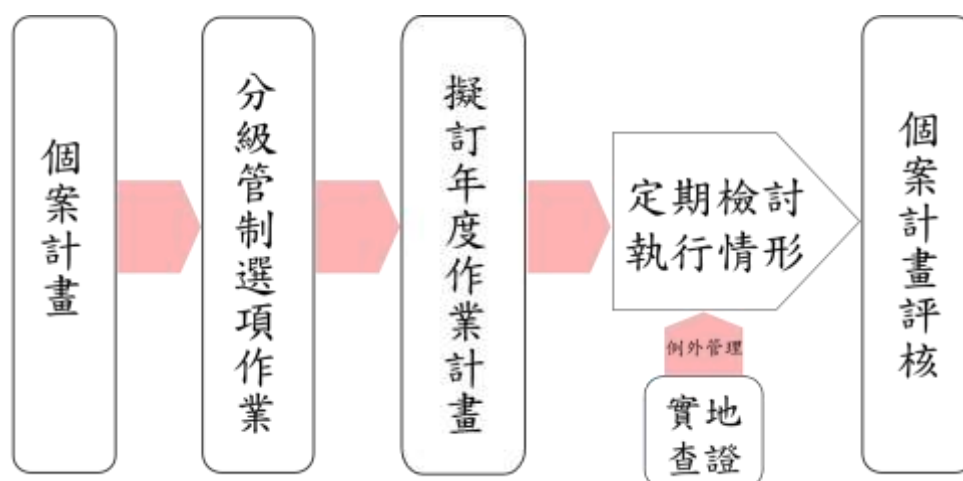 個案計畫
分級管制選項作業
擬訂年度作業計畫
定期檢討
執行情形
例外管理
實地
查證
個案計畫評核